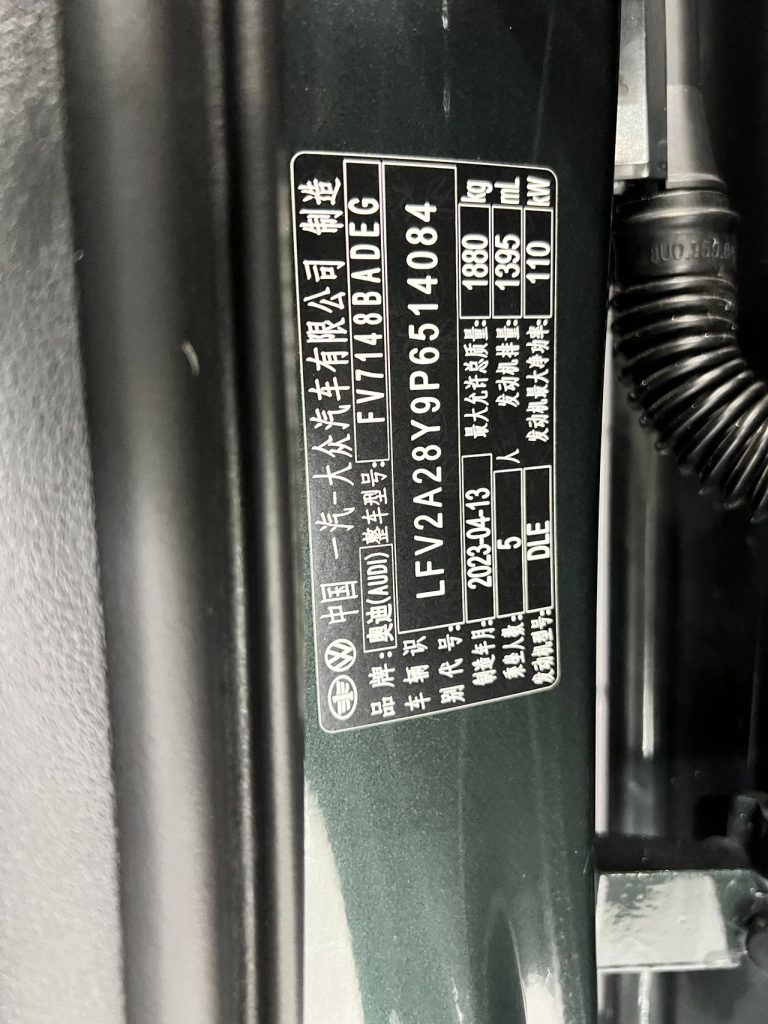 中国 一汽-大众汽车有限公司 制造
品牌: 奥迪(AUDI) 整车型号: FV7148BADEG
车辆识别代号: LFV2A28Y9P6514084
制造年月: 2023-04-13 最大允许总质量: 1880 kg
乘坐人数: 5 人 发动机排量: 1395 mL
发动机型号: DLE 发动机最大净功率: 110 kW